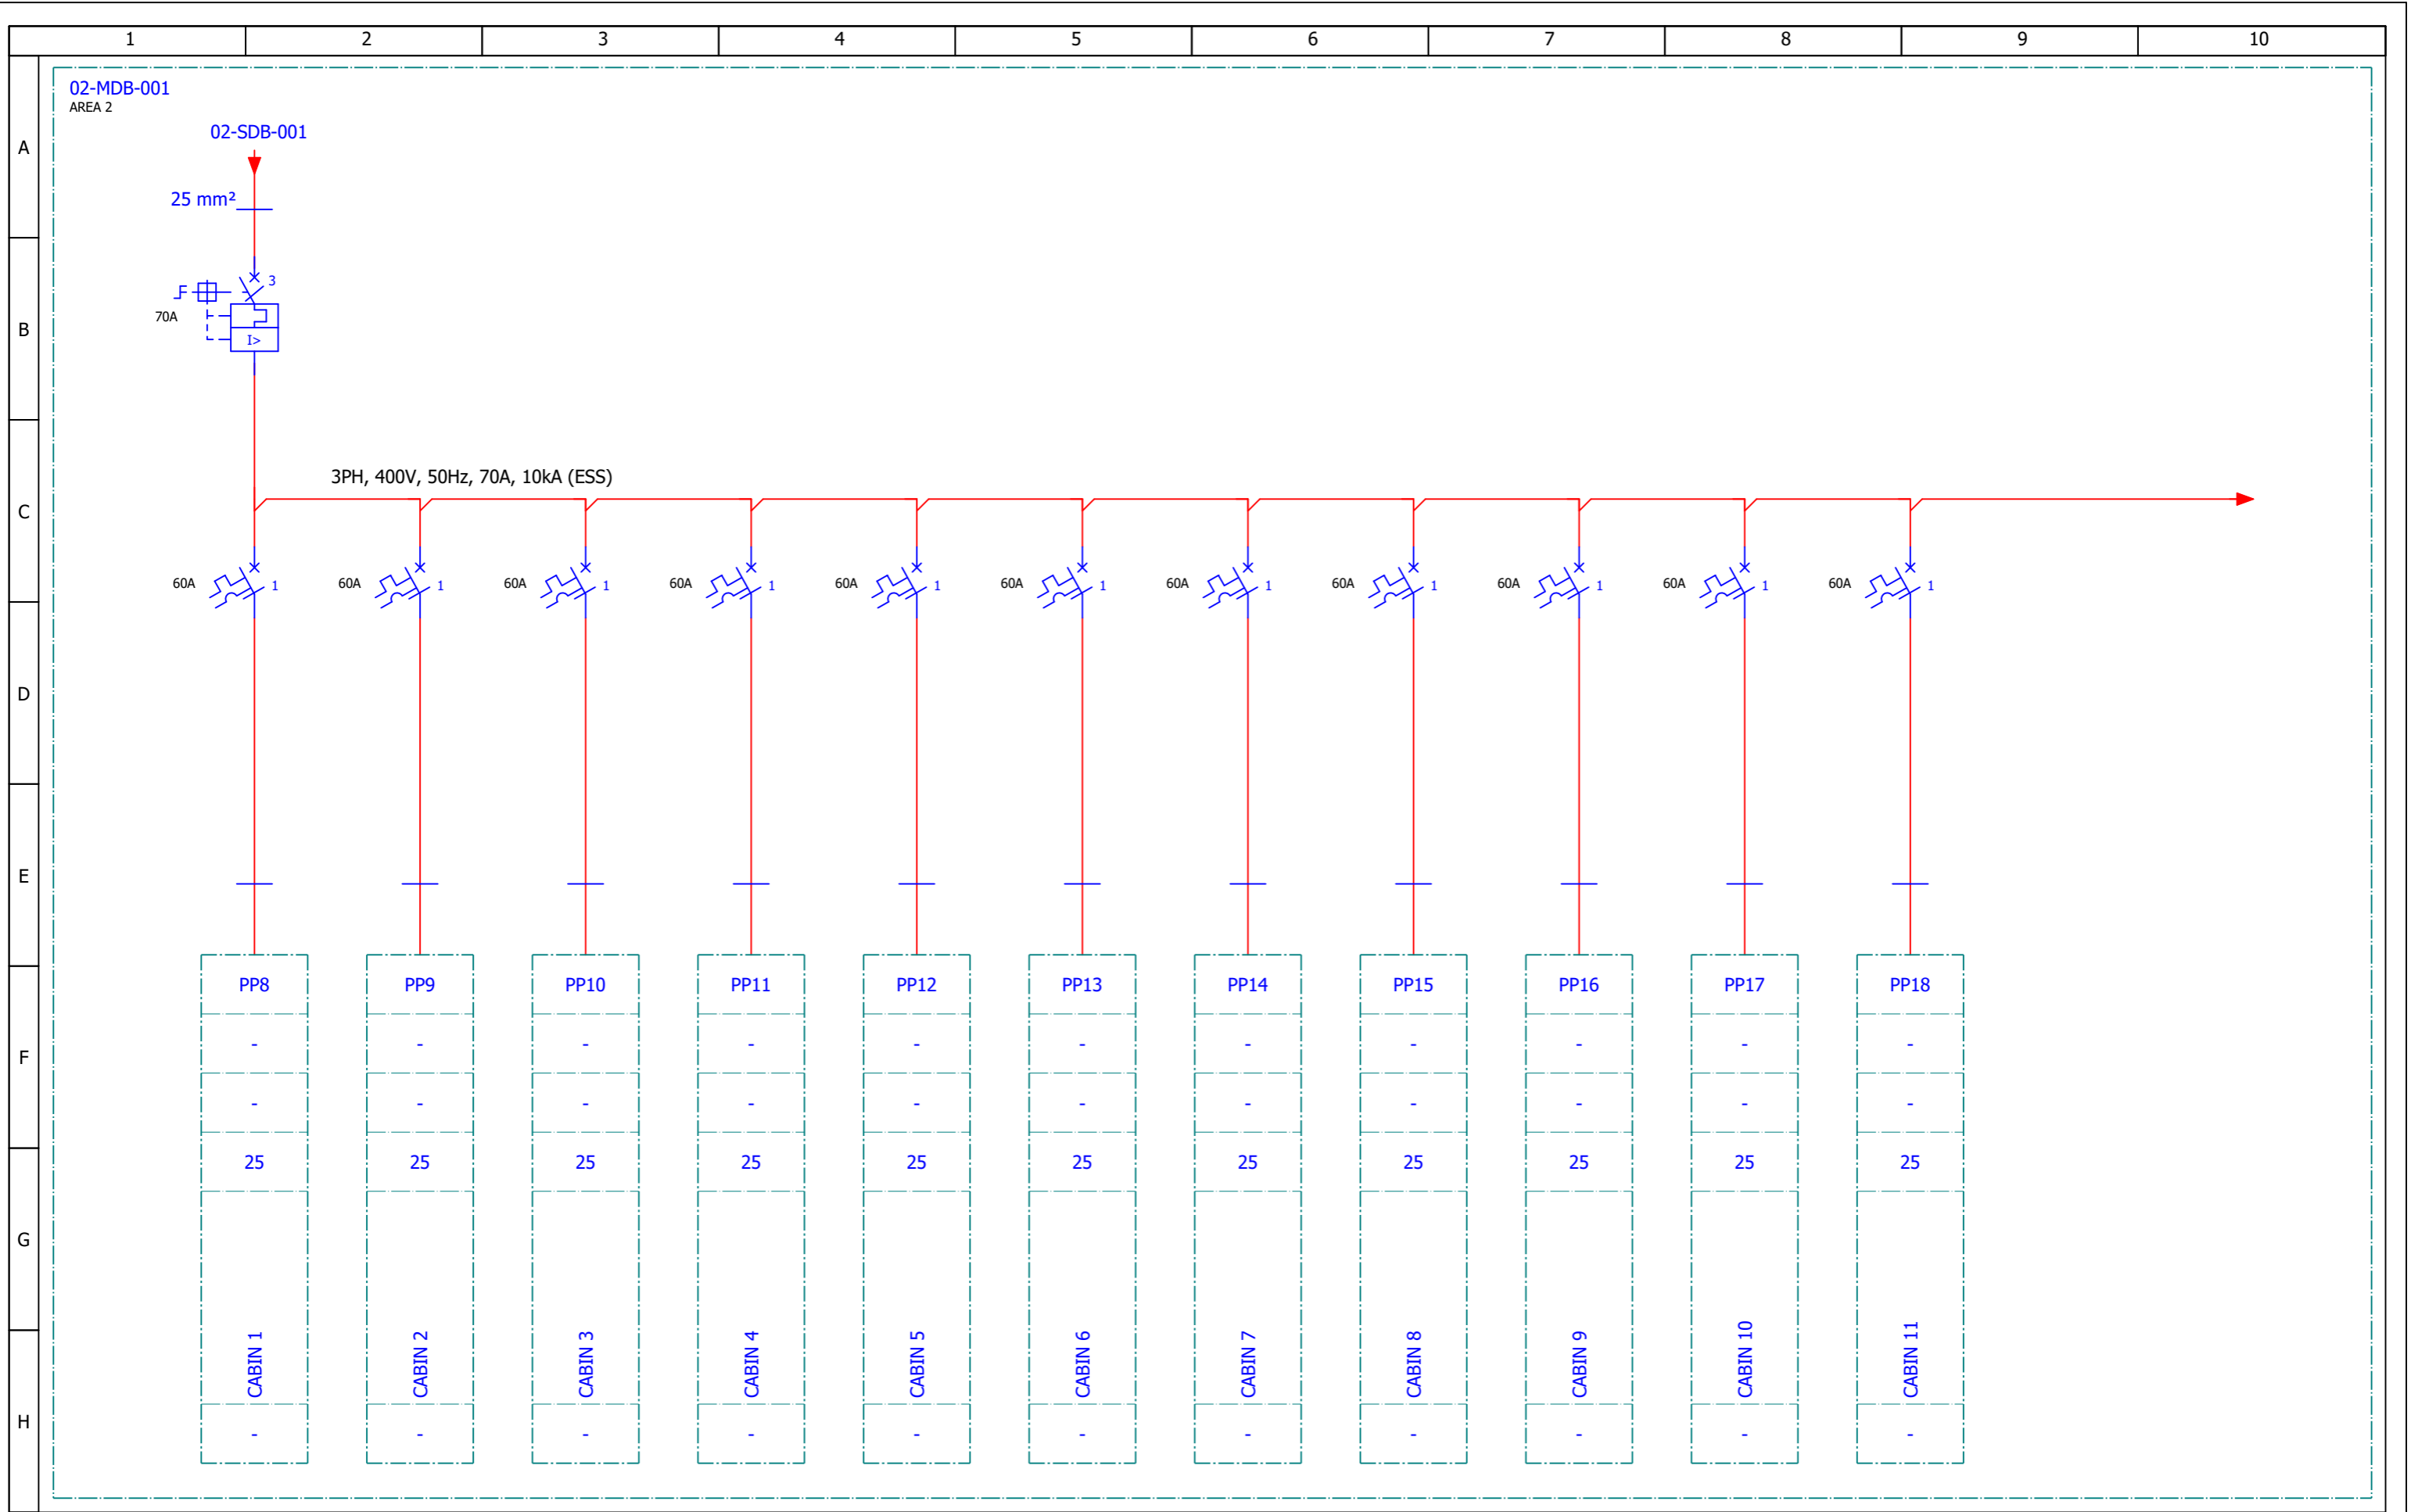 1 2 3 4 5 6 7 8 9 10
02-MDB-001
AREA 2
A
02-SDB-001
25 mm²
3
70A
B
I>
3PH, 400V, 50Hz, 70A, 10kA (ESS)
C
60A 1 60A 1 60A 1 60A 1 60A 1 60A 1 60A 1 60A 1 60A 1 60A 1 60A 1
D
E
PP8 PP9 PP10 PP11 PP12 PP13 PP14 PP15 PP16 PP17 PP18
- - - - - - - - - - -
F
- - - - - - - - - - -
25 25 25 25 25 25 25 25 25 25 25
G
CABIN 1 CABIN 2 CABIN 3 CABIN 4 CABIN 5 CABIN 6 CABIN 7 CABIN 8 CABIN 9 CABIN 10 CABIN 11
H
- - - - - - - - - - -